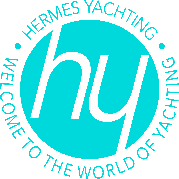 HERMES YACHTING
hy
• WELCOME TO THE WORLD OF YACHTING •